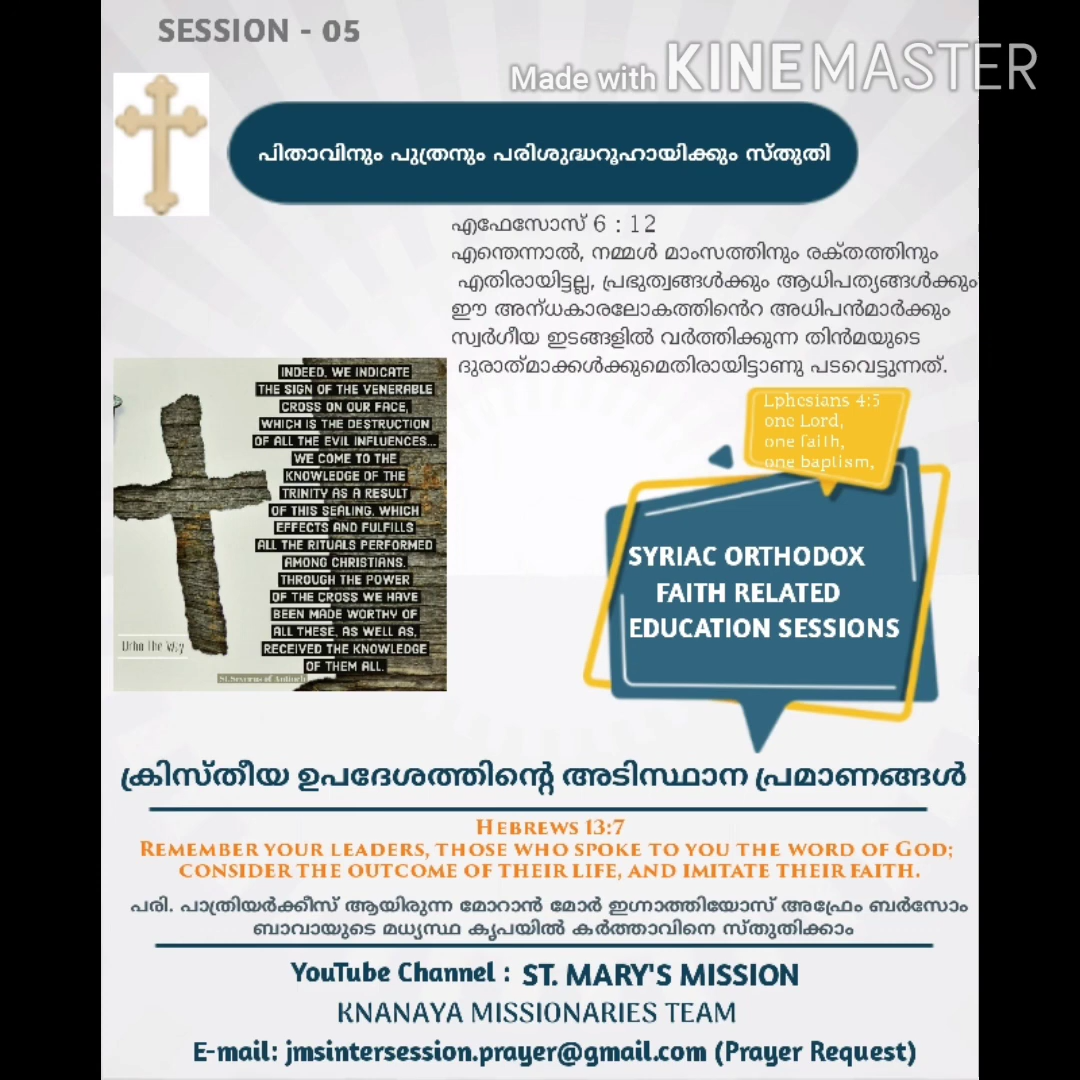 SESSION - 05
Made with KINEMASTER
പിതാവിനും പുത്രനും പരിശുദ്ധറൂഹായിക്കും സ്തുതി
എഫേസോസ് 6 : 12
എന്തെന്നാൽ, നമ്മൾ മാംസത്തിനും രക്തത്തിനും
എതിരായിട്ടല്ല, പ്രഭുത്വങ്ങൾക്കും ആധിപത്യങ്ങൾക്കും
ഈ അന്ധകാരലോകത്തിൻെറ അധിപൻമാർക്കും
സ്വർഗീയ ഇടങ്ങളിൽ വർത്തിക്കുന്ന തിൻമയുടെ
ദുരാത്മാക്കൾക്കുമെതിരായിട്ടാണു പടവെട്ടുന്നത്.
INDEED, WE INDICATE
THE SIGN OF THE VENERABLE
CROSS ON OUR FACE,
WHICH IS THE DESTRUCTION
OF ALL THE EVIL INFLUENCES...
WE COME TO THE
KNOWLEDGE OF THE
TRINITY AS A RESULT
OF THIS SEALING, WHICH
EFFECTS AND FULFILLS
ALL THE RITUALS PERFORMED
AMONG CHRISTIANS.
THROUGH THE POWER
OF THE CROSS WE HAVE
BEEN MADE WORTHY OF
ALL THESE, AS WELL AS,
RECEIVED THE KNOWLEDGE
OF THEM ALL.
Urho The Way
St.Severus of Antioch
Ephesians 4:5
one Lord,
one faith,
one baptism,
SYRIAC ORTHODOX
FAITH RELATED
EDUCATION SESSIONS
ക്രിസ്തീയ ഉപദേശത്തിന്റെ അടിസ്ഥാന പ്രമാണങ്ങൾ
HEBREWS 13:7
REMEMBER YOUR LEADERS, THOSE WHO SPOKE TO YOU THE WORD OF GOD;
CONSIDER THE OUTCOME OF THEIR LIFE, AND IMITATE THEIR FAITH.
പരി. പാത്രിയർക്കീസ് ആയിരുന്ന മോറാൻ മോർ ഇഗ്നാത്തിയോസ് അഫ്രേം ബർസോം
ബാവായുടെ മധ്യസ്ഥ കൃപയിൽ കർത്താവിനെ സ്തുതിക്കാം
YouTube Channel : ST. MARY'S MISSION
KNANAYA MISSIONARIES TEAM
E-mail: jmsintersession.prayer@gmail.com (Prayer Request)